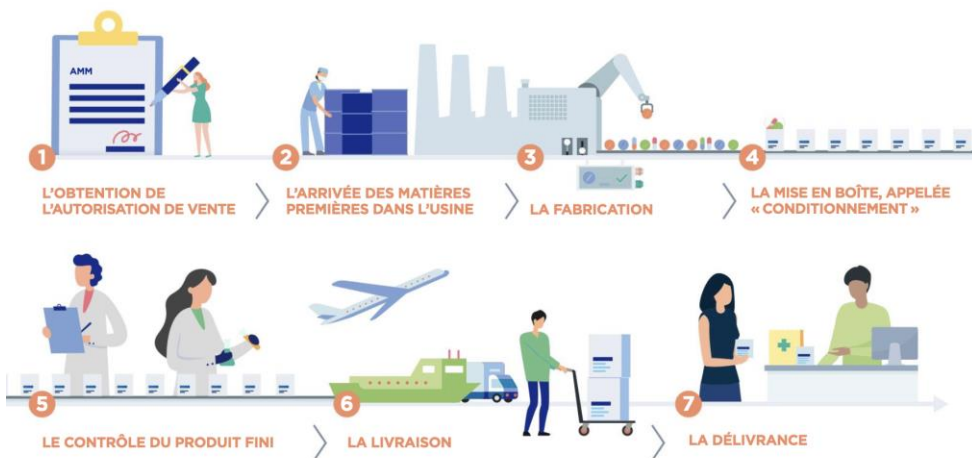 AMM
1
L'OBTENTION DE
L'AUTORISATION DE VENTE
2
L'ARRIVÉE DES MATIÈRES
PREMIÈRES DANS L'USINE
3
LA FABRICATION
4
LA MISE EN BOÎTE, APPELÉE
« CONDITIONNEMENT »
5
LE CONTRÔLE DU PRODUIT FINI
6
LA LIVRAISON
7
LA DÉLIVRANCE